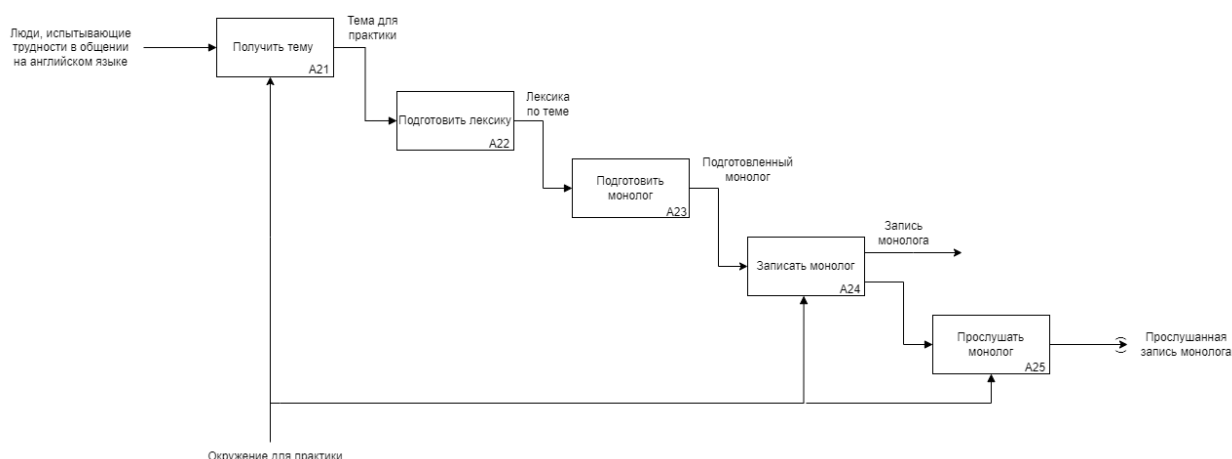 Люди, испытывающие
трудности в общении
на английском языке
Получить тему
A21
Тема для
практики
Подготовить лексику
A22
Лексика
по теме
Подготовить
монолог
A23
Подготовленный
монолог
Записать монолог
A24
Запись
монолога
Прослушать
монолог
A25
Прослушанная
запись монолога
Окружение для практики